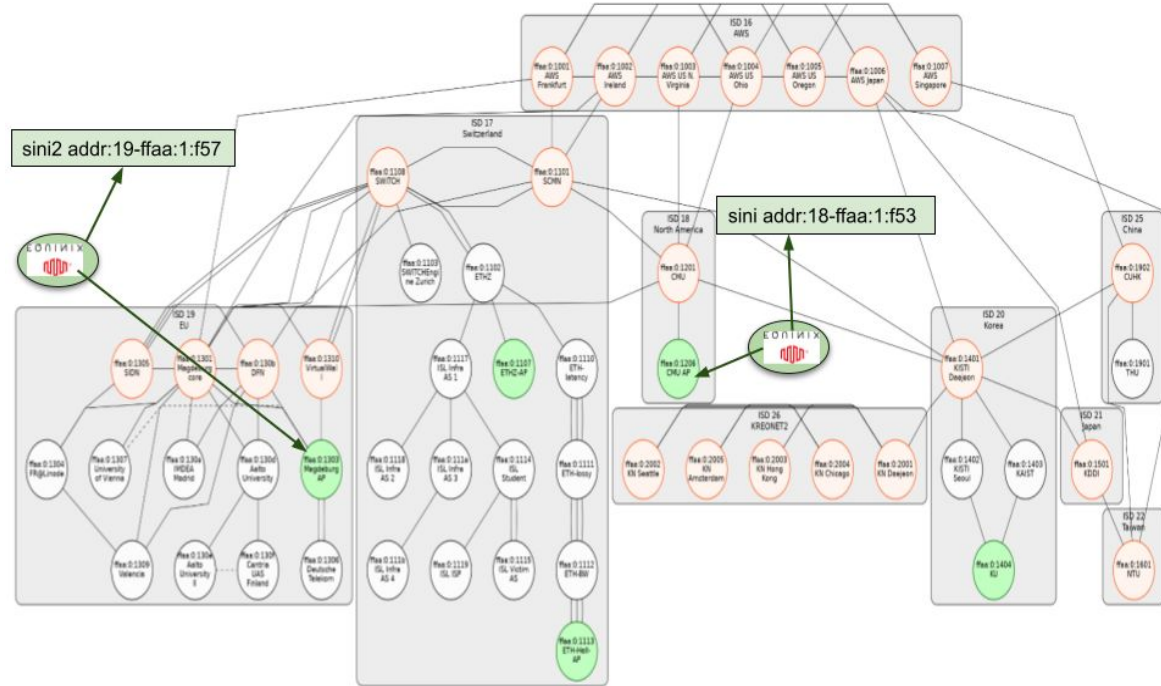 ISD 16
AWS
ffaa:0:1001
AWS
Frankfurt
ffaa:0:1002
AWS
Ireland
ffaa:0:1003
AWS US N.
Virginia
ffaa:0:1004
AWS US
Ohio
ffaa:0:1005
AWS US
Oregon
ffaa:0:1006
AWS Japan
ffaa:0:1007
AWS
Singapore
sini2 addr:19-ffaa:1:f57
EQUINIX
ISD 17
Switzerland
ffaa:0:1108
SWITCH
ffaa:0:1101
SCMN
ffaa:0:1103
SWITCHEngi
ne Zurich
ffaa:0:1102
ETHZ
ffaa:0:1117
ISL Infra
AS 1
ffaa:0:1107
ETHZ-AP
ffaa:0:1110
ETH-
latency
ffaa:0:1118
ISL Infra
AS 2
ffaa:0:111a
ISL Infra
AS 3
ffaa:0:1114
ISL
Student
ffaa:0:1111
ETH-lossy
ffaa:0:111b
ISL Infra
AS 4
ffaa:0:1119
ISL ISP
ffaa:0:1115
ISL Victim
AS
ffaa:0:1112
ETH-BW
ffaa:0:1113
ETH-Hell-
AP
sini addr:18-ffaa:1:f53
ISD 18
North America
ffaa:0:1201
CMU
ffaa:0:1206
CMU AP
EQUINIX
ISD 19
EU
ffaa:0:1305
SIDN
ffaa:0:1301
Magdeburg
core
ffaa:0:130b
DFN
ffaa:0:1310
VirtualWal
l
ffaa:0:1304
FR@Linode
ffaa:0:1307
University
of Vienna
ffaa:0:130a
IMDEA
Madrid
ffaa:0:130d
Aalto
University
ffaa:0:1303
Magdeburg
AP
ffaa:0:1309
Valencia
ffaa:0:130e
Aalto
University
II
ffaa:0:130f
Centria
UAS
Finland
ffaa:0:1306
Deutsche
Telekom
ISD 25
China
ffaa:0:1902
CUHK
ffaa:0:1901
THU
ISD 20
Korea
ffaa:0:1401
KISTI
Daejeon
ffaa:0:1402
KISTI
Seoul
ffaa:0:1403
KAIST
ffaa:0:1404
KU
ISD 26
KREONET2
ffaa:0:2002
KN Seattle
ffaa:0:2005
KN
Amsterdam
ffaa:0:2003
KN Hong
Kong
ffaa:0:2004
KN Chicago
ffaa:0:2001
KN Daejeon
ISD 21
Japan
ffaa:0:1501
KDDI
ISD 22
Taiwan
ffaa:0:1601
NTU